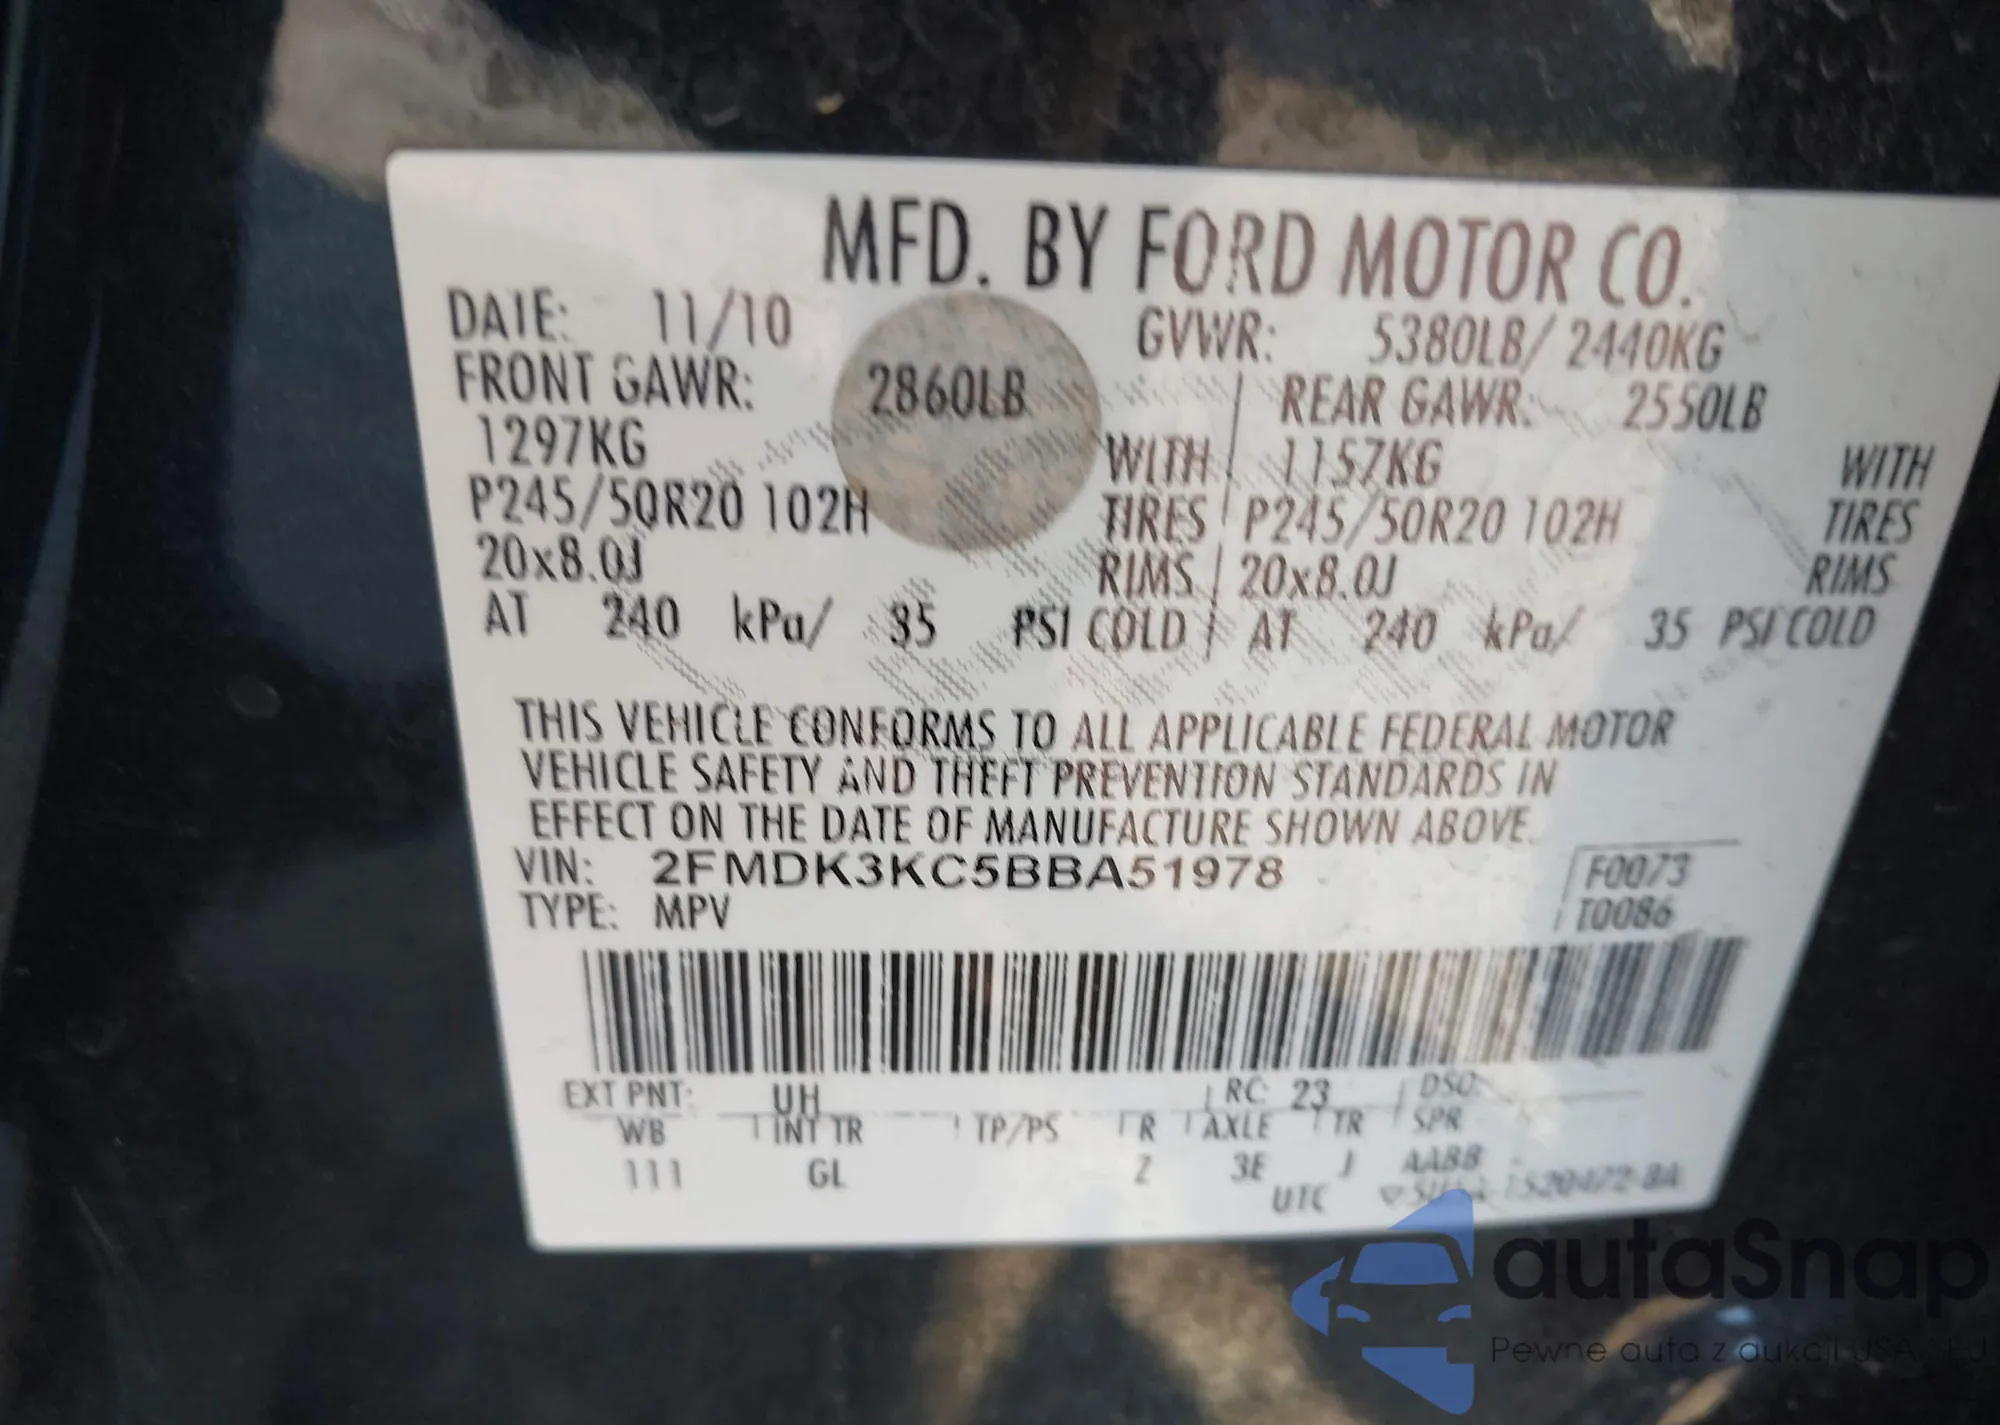 MFD. BY FORD MOTOR CO.
DATE: 11/10 GVWR: 5380LB/ 2440KG
FRONT GAWR: 2860LB REAR GAWR: 2550LB
1297KG WITH 1157KG WITH
P245/50R20 102H TIRES P245/50R20 102H TIRES
20x8.0J RIMS 20x8.0J RIMS
AT 240 kPa/ 35 PSI COLD AT 240 kPa/ 35 PSI COLD
THIS VEHICLE CONFORMS TO ALL APPLICABLE FEDERAL MOTOR
VEHICLE SAFETY AND THEFT PREVENTION STANDARDS IN
EFFECT ON THE DATE OF MANUFACTURE SHOWN ABOVE.
VIN: 2FMDK3KC5BBA51978 F0073
TYPE: MPV T0086
EXT PNT: UH RC: 23 DSO:
WB INT TR TP/PS R AXLE TR SPR
111 GL Z 3E J AABB
UTC
autaSnap
Pewne auta z aukcji USA